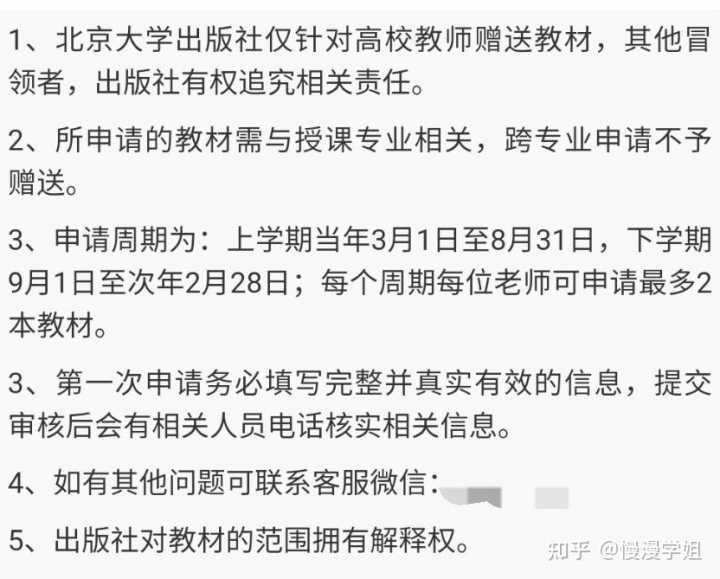 1、北京大学出版社仅针对高校教师赠送教材，其他冒
领者，出版社有权追究相关责任。
2、所申请的教材需与授课专业相关，跨专业申请不予
赠送。
3、申请周期为：上学期当年3月1日至8月31日，下学期
9月1日至次年2月28日；每个周期每位老师可申请最多2
本教材。
3、第一次申请务必填写完整并真实有效的信息，提交
审核后会有相关人员电话核实相关信息。
4、如有其他问题可联系客服微信：
5、出版社对教材的范围拥有解释权。
知乎 @慢漫学姐